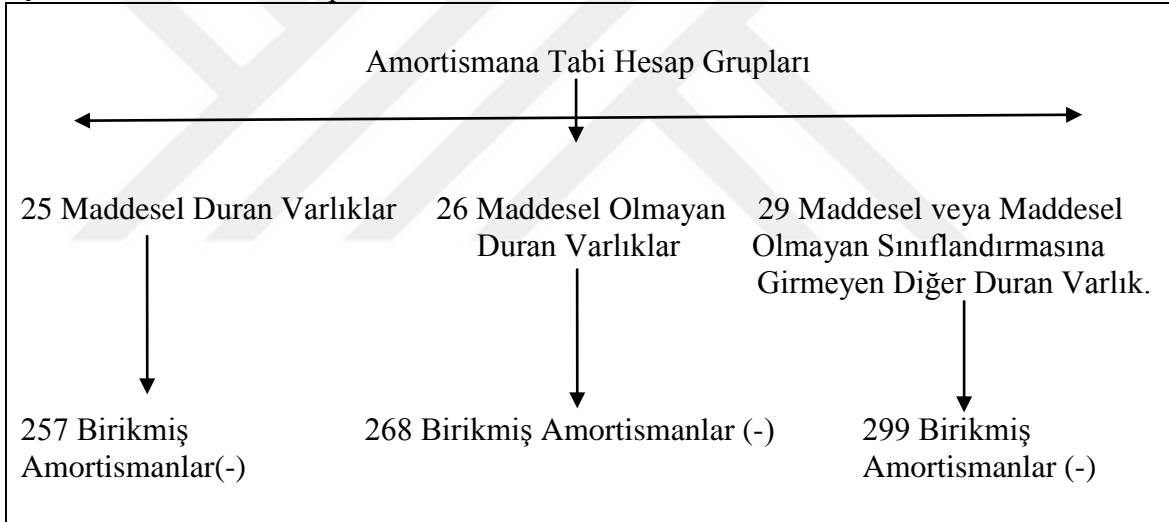 Amortismana Tabi Hesap Grupları
25 Maddesel Duran Varlıklar
26 Maddesel Olmayan
Duran Varlıklar
29 Maddesel veya Maddesel
Olmayan Sınıflandırmasına
Girmeyen Diğer Duran Varlık.
257 Birikmiş
Amortismanlar(-)
268 Birikmiş Amortismanlar (-)
299 Birikmiş
Amortismanlar (-)